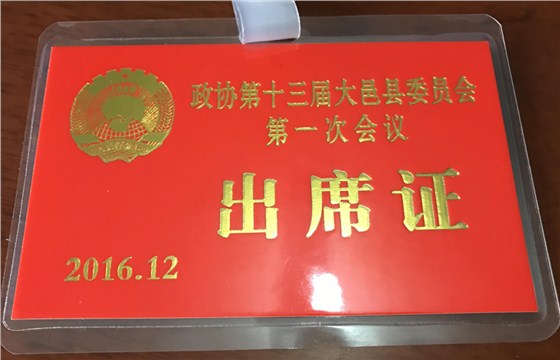 政协第十三届大邑县委员会
第一次会议
出席证
2016.12